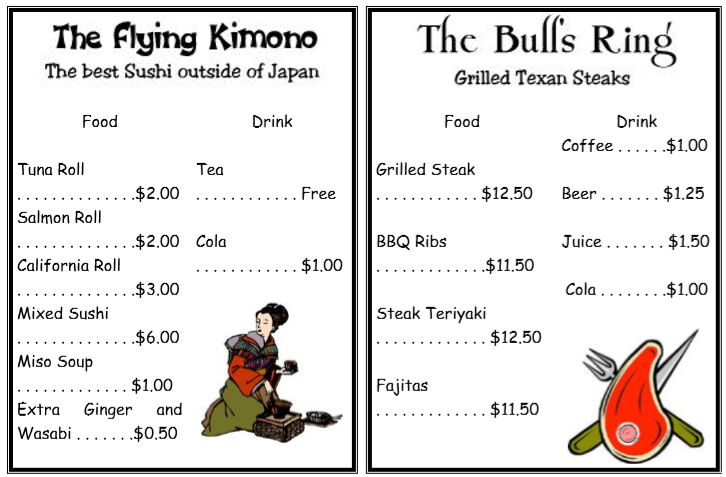 The Flying Kimono
The best Sushi outside of Japan
Food
Drink
Tuna Roll
. . . . . . . . . . . . . .$2.00
Salmon Roll
. . . . . . . . . . . . . .$2.00
California Roll
. . . . . . . . . . . . . .$3.00
Mixed Sushi
. . . . . . . . . . . . . .$6.00
Miso Soup
. . . . . . . . . . . . . $1.00
Extra Ginger and
Wasabi . . . . . . .$0.50
Tea
. . . . . . . . . . . . Free
Cola
. . . . . . . . . . . . $1.00
The Bull's Ring
Grilled Texan Steaks
Food
Drink
Grilled Steak
. . . . . . . . . . . . . $12.50
BBQ Ribs
. . . . . . . . . . . . .$11.50
Steak Teriyaki
. . . . . . . . . . . . . . $12.50
Fajitas
. . . . . . . . . . . . . $11.50
Coffee . . . . . .$1.00
Beer . . . . . . . $1.25
Juice . . . . . . . $1.50
Cola . . . . . . . .$1.00